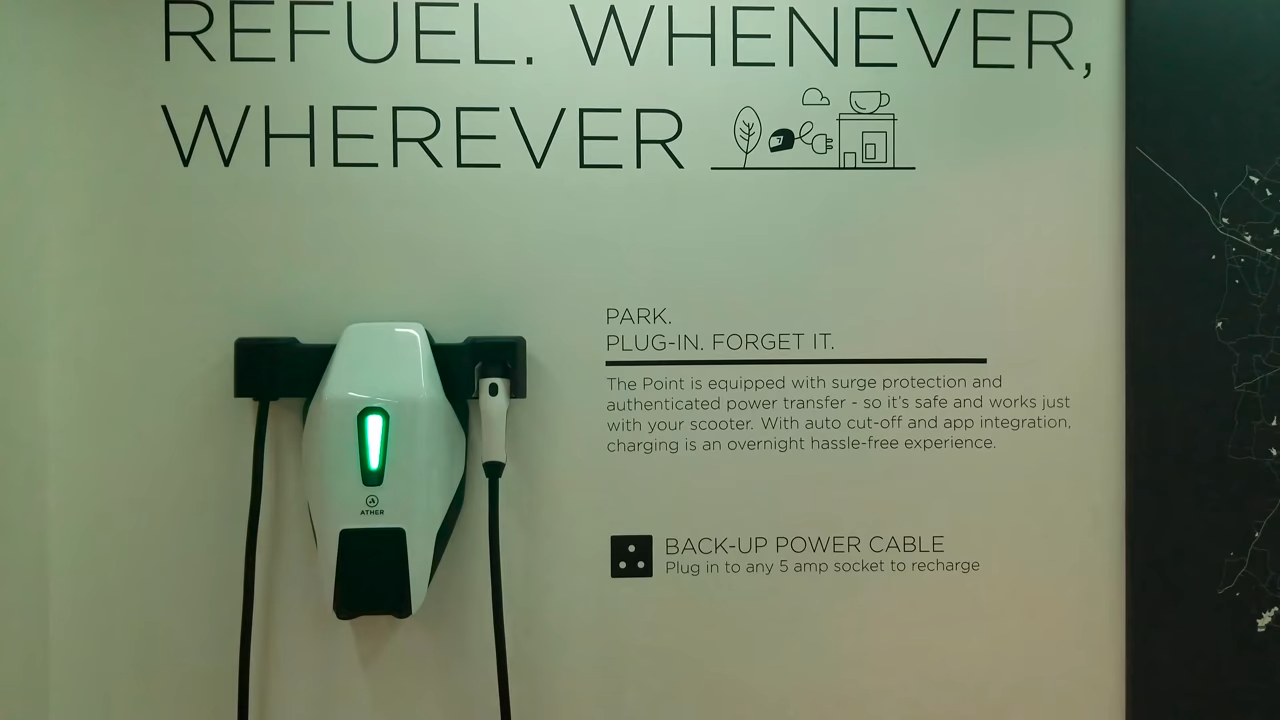 REFUEL. WHENEVER,
WHEREVER
PARK.
PLUG-IN. FORGET IT.
The Point is equipped with surge protection and
authenticated power transfer - so it's safe and works just
with your scooter. With auto cut-off and app integration,
charging is an overnight hassle-free experience.
ATHER
BACK-UP POWER CABLE
Plug in to any 5 amp socket to recharge